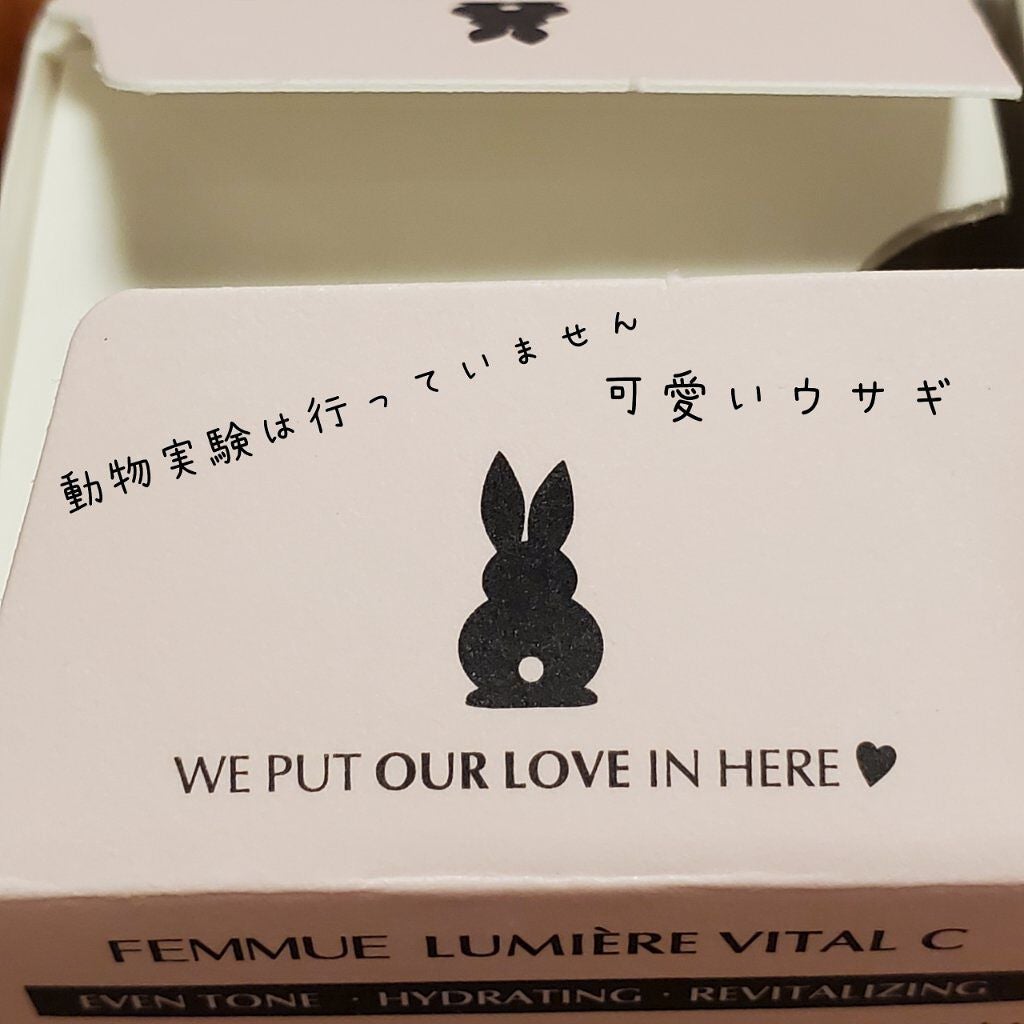 動物実験は行っていません
可愛いウサギ
WE PUT OUR LOVE IN HERE
FEMMUE LUMIÈRE VITAL C
EVEN TONE · HYDRATING · REVITALIZING